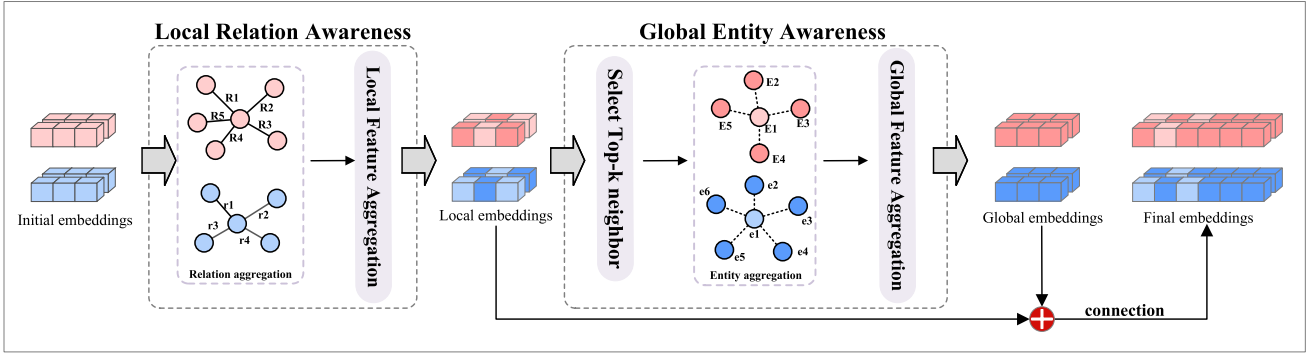 Local Relation Awareness
Global Entity Awareness
Initial embeddings
R1
R2
R5
R3
R4
r1
r2
r3
r4
Relation aggregation
Local Feature Aggregation
Local embeddings
Select Top-k neighbor
E2
E5
E1
E3
E4
e6
e2
e3
e1
e5
e4
Entity aggregation
Global Feature Aggregation
Global embeddings
Final embeddings
connection